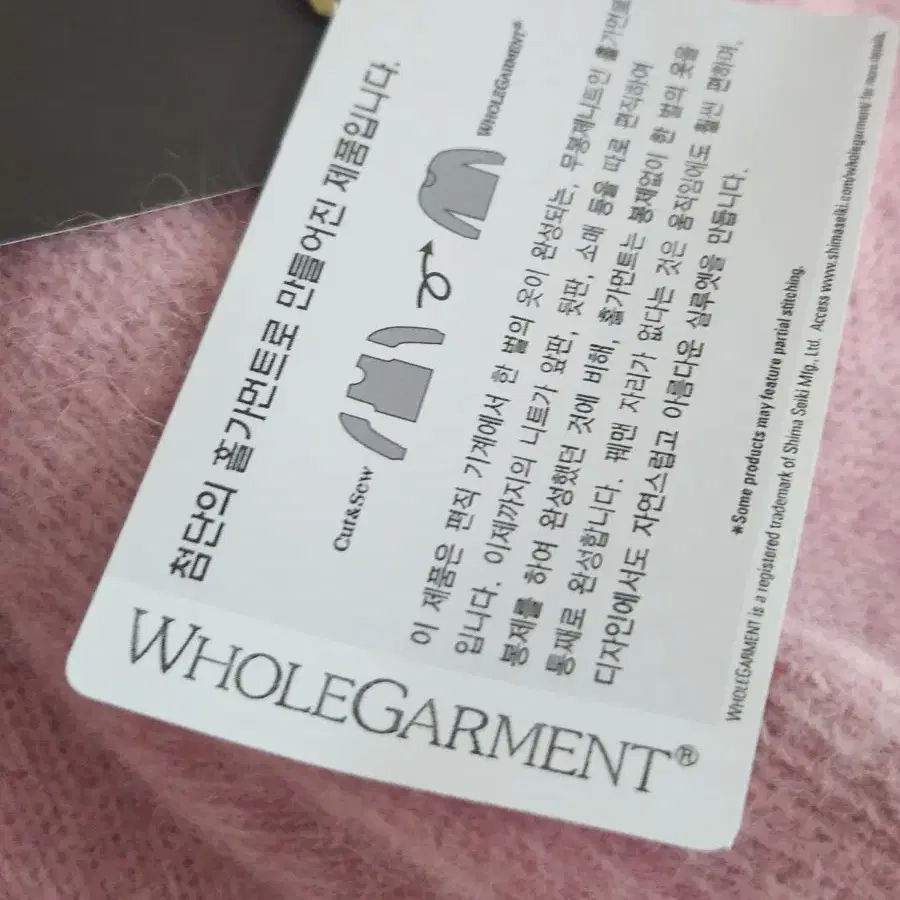 첨단의 홀가먼트로 만들어진 제품입니다.
Cut&Sew
WHOLEGARMENT®
이 제품은 편직 기계에서 한 벌의 옷이 완성되는, 무봉제니트인 홀가먼트
입니다. 이제까지의 니트가 앞판, 뒷판, 소매 등을 따로 편직하여
봉제를 하여 완성했던 것에 비해, 홀가먼트는 봉제없이 한 벌의 옷을
통째로 완성합니다. 꿰맨 자리가 없다는 것은 움직임에도 훨씬 편하며,
디자인에서도 자연스럽고 아름다운 실루엣을 만듭니다.
*Some products may feature partial stitching.
WHOLEGARMENT is a registered trademark of Shima Seiki Mfg., Ltd. Access www.shimaseiki.com/wholegarment/ for more details.
WHOLEGARMENT®